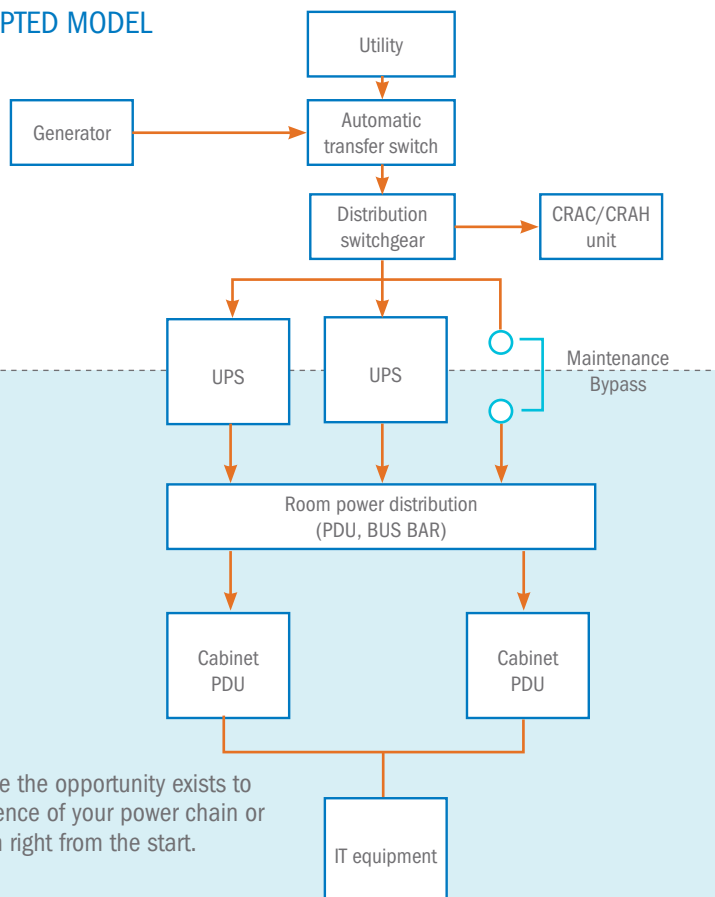 PTED MODEL
Utility
Generator
Automatic
transfer switch
Distribution
switchgear
CRAC/CRAH
unit
UPS
UPS
Maintenance
Bypass
Room power distribution
(PDU, BUS BAR)
Cabinet
PDU
Cabinet
PDU
e the opportunity exists to
ence of your power chain or
n right from the start.
IT equipment